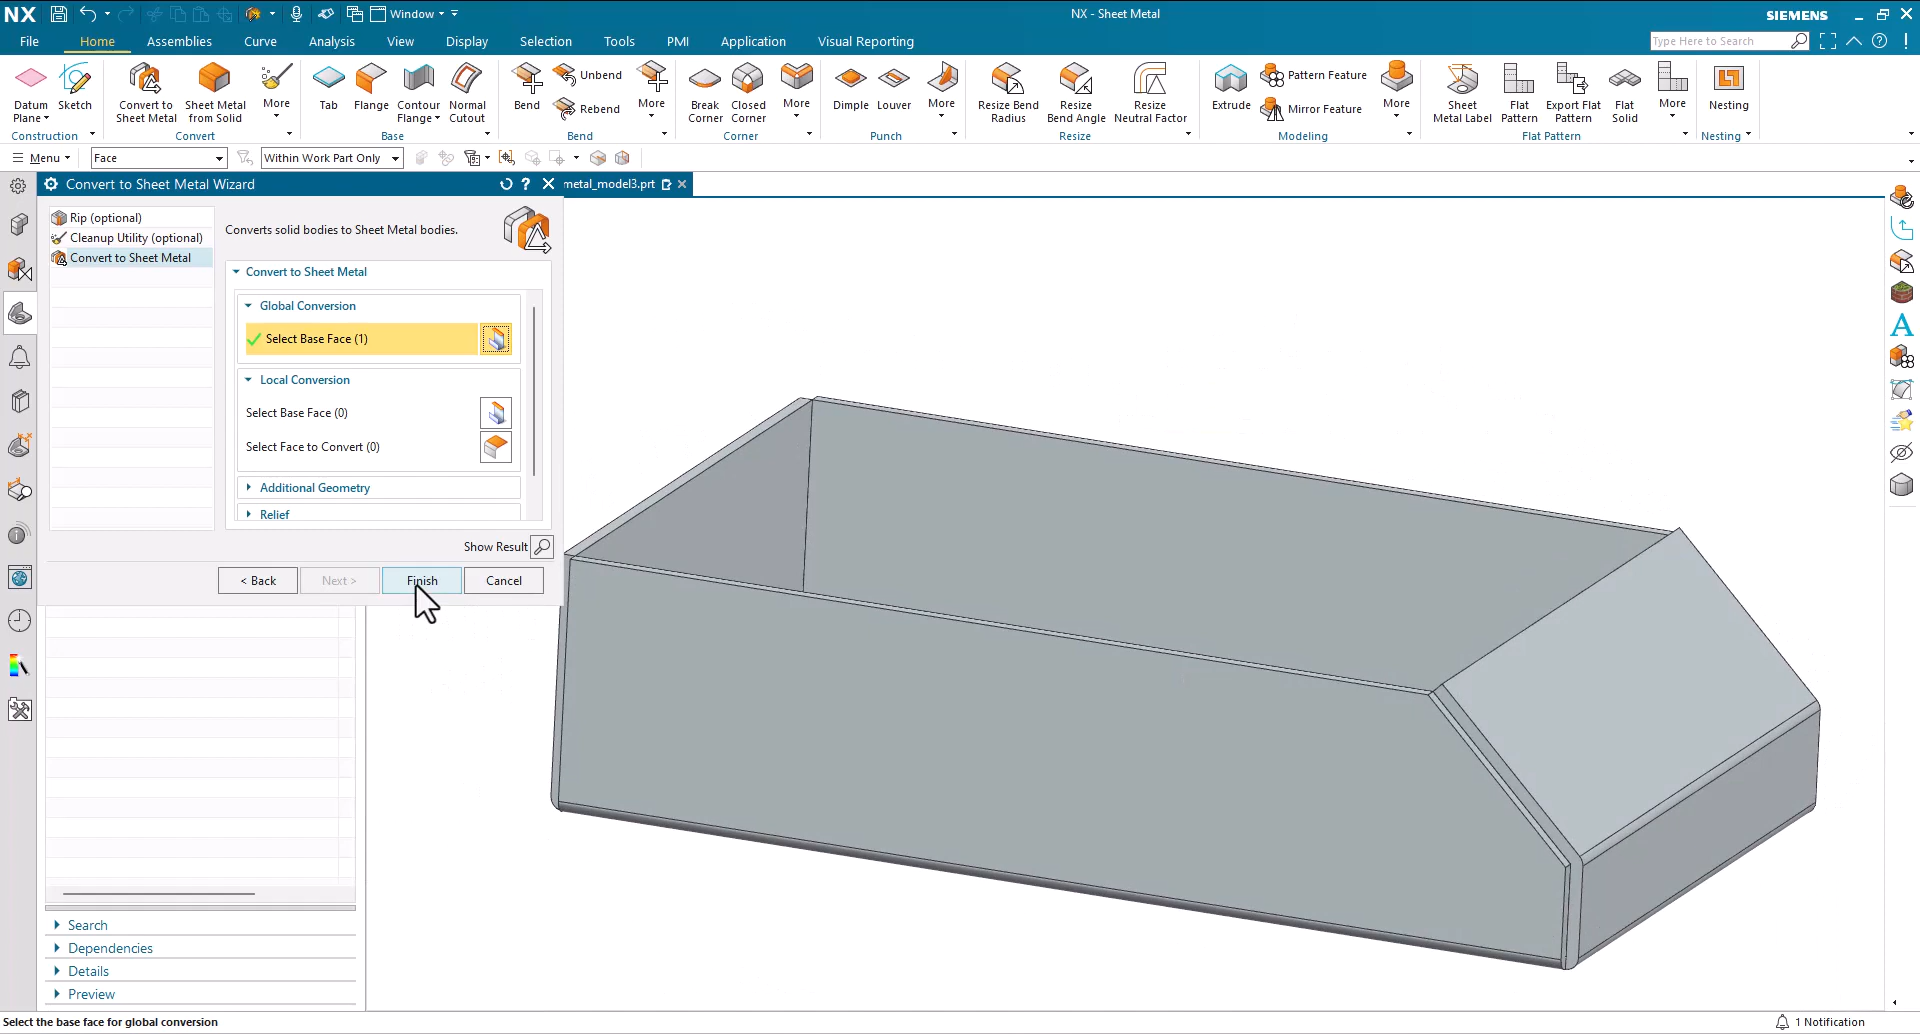 NX
Window
NX - Sheet Metal
SIEMENS
File
Home
Assemblies
Curve
Analysis
View
Display
Selection
Tools
PMI
Application
Visual Reporting
Type Here to Search
Datum
Plane
Sketch
Construction
Convert to
Sheet Metal
Sheet Metal
from Solid
More
Convert
Tab
Flange
Contour
Flange
Normal
Cutout
Base
Bend
Unbend
Rebend
More
Bend
Break
Corner
Closed
Corner
More
Corner
Dimple
Louver
More
Punch
Resize Bend
Radius
Resize
Bend Angle
Resize
Neutral Factor
Resize
Extrude
Pattern Feature
Mirror Feature
More
Modeling
Sheet
Metal Label
Flat
Pattern
Export Flat
Pattern
Flat
Solid
More
Flat Pattern
Nesting
Nesting
Menu
Face
Within Work Part Only
Convert to Sheet Metal Wizard
metal_model3.prt
Rip (optional)
Cleanup Utility (optional)
Convert to Sheet Metal
Converts solid bodies to Sheet Metal bodies.
Convert to Sheet Metal
Global Conversion
Select Base Face (1)
Local Conversion
Select Base Face (0)
Select Face to Convert (0)
Additional Geometry
Relief
Show Result
< Back
Next >
Finish
Cancel
Search
Dependencies
Details
Preview
Select the base face for global conversion
1 Notification